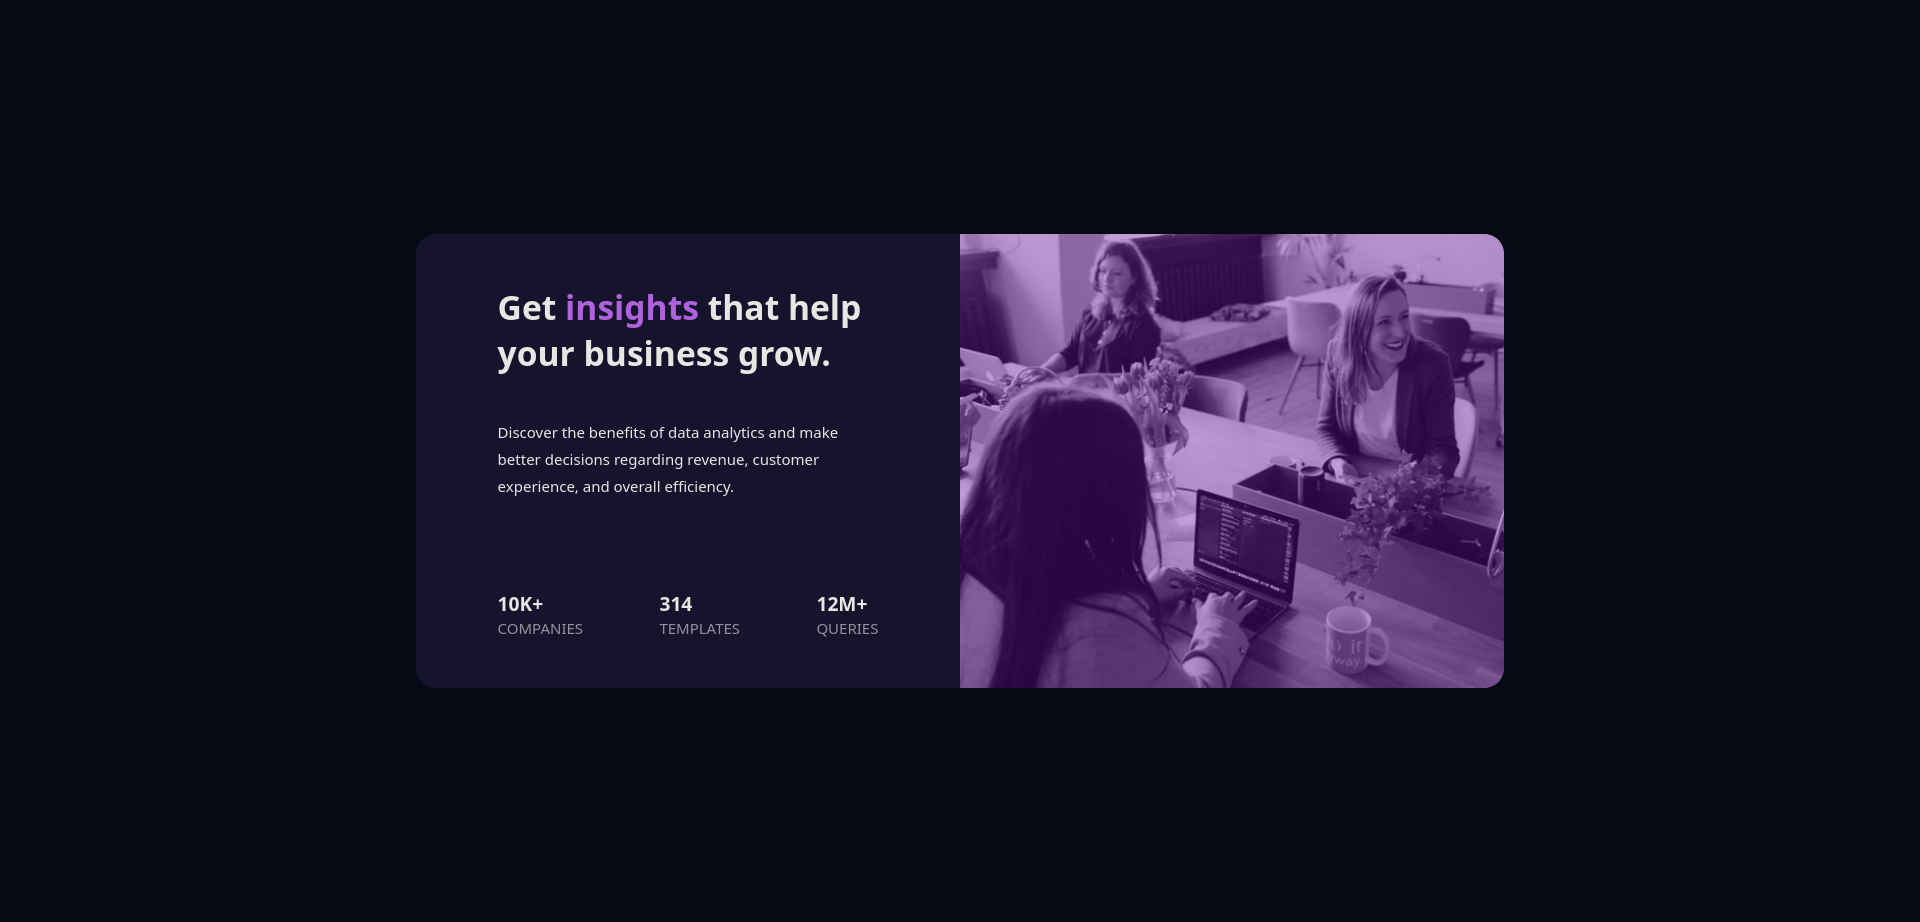 Get insights that help
your business grow.
Discover the benefits of data analytics and make
better decisions regarding revenue, customer
experience, and overall efficiency.
10K+ 314 12M+
COMPANIES TEMPLATES QUERIES